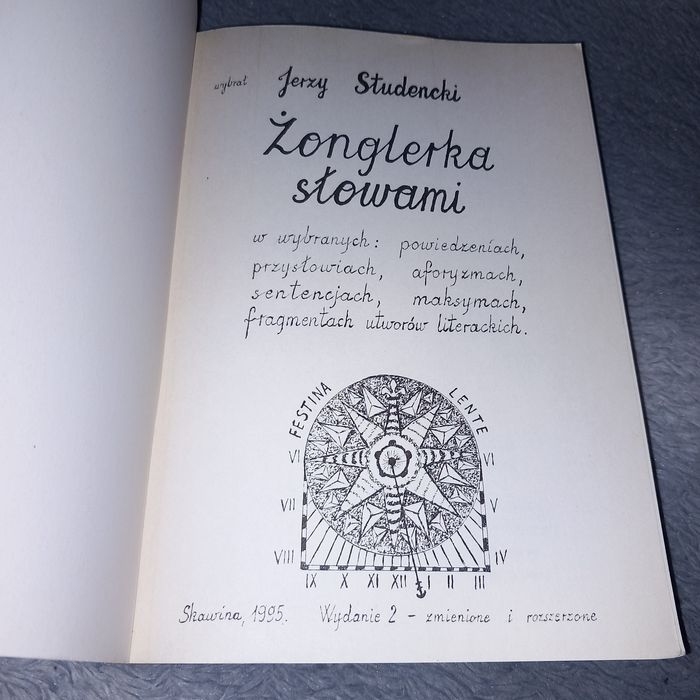 wybrał Jerzy Studencki
Żonglerka
słowami
w wybranych: powiedzeniach,
przysłowiach, aforyzmach,
sentencjach, maksymach,
fragmentach utworów literackich.
FESTINA LENTE
VI VI
VII V
VIII IV
IX X XI XII I II III
Skawina, 1995. Wydanie 2 - zmienione i rozszerzone